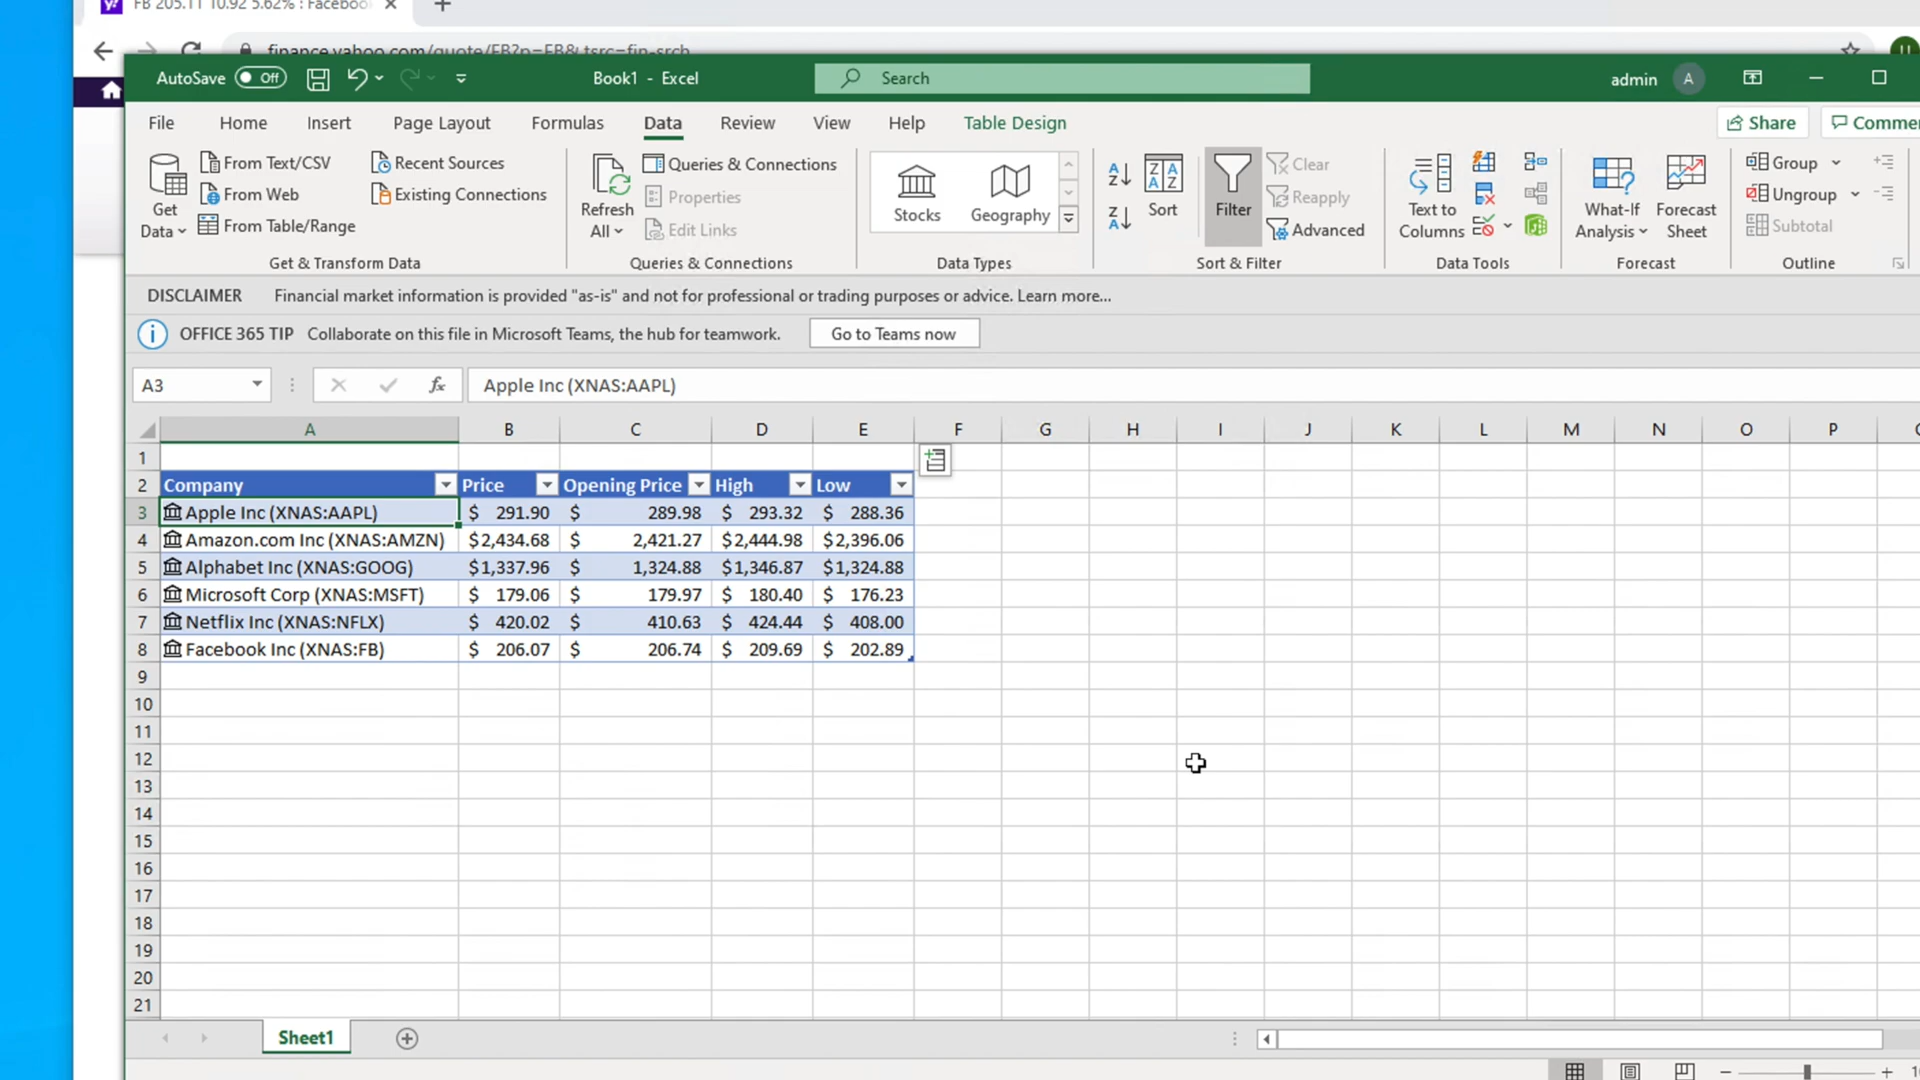 FB 205.11 10.92 5.62% : Facebook
finance.yahoo.com/quote/FB?p=FB&.tsrc=fin-srch
AutoSave Off Book1 - Excel Search admin A
File Home Insert Page Layout Formulas Data Review View Help Table Design Share Commen
Get Data
From Text/CSV
From Web
From Table/Range
Recent Sources
Existing Connections
Get & Transform Data
Refresh All
Queries & Connections
Properties
Edit Links
Queries & Connections
Stocks Geography
Data Types
Sort
Filter
Clear
Reapply
Advanced
Sort & Filter
Text to Columns
Data Tools
What-If Analysis
Forecast Sheet
Forecast
Group
Ungroup
Subtotal
Outline
DISCLAIMER Financial market information is provided "as-is" and not for professional or trading purposes or advice. Learn more...
OFFICE 365 TIP Collaborate on this file in Microsoft Teams, the hub for teamwork. Go to Teams now
A3 fx Apple Inc (XNAS:AAPL)
A B C D E F G H I J K L M N O P
1
2 Company Price Opening Price High Low
3 Apple Inc (XNAS:AAPL) $ 291.90 $ 289.98 $ 293.32 $ 288.36
4 Amazon.com Inc (XNAS:AMZN) $2,434.68 $ 2,421.27 $2,444.98 $2,396.06
5 Alphabet Inc (XNAS:GOOG) $1,337.96 $ 1,324.88 $1,346.87 $1,324.88
6 Microsoft Corp (XNAS:MSFT) $ 179.06 $ 179.97 $ 180.40 $ 176.23
7 Netflix Inc (XNAS:NFLX) $ 420.02 $ 410.63 $ 424.44 $ 408.00
8 Facebook Inc (XNAS:FB) $ 206.07 $ 206.74 $ 209.69 $ 202.89
9
10
11
12
13
14
15
16
17
18
19
20
21
Sheet1